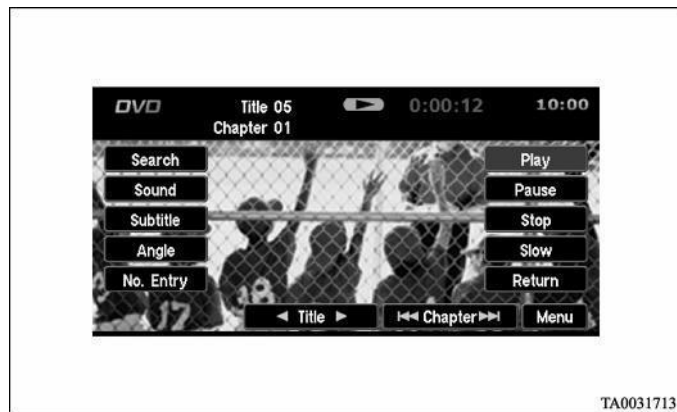 DVD Title 05 0:00:12 10:00
Chapter 01
Search Play
Sound Pause
Subtitle Stop
Angle Slow
No. Entry Return
18
17
◄ Title ► ⏮ Chapter ⏭ Menu
TA0031713